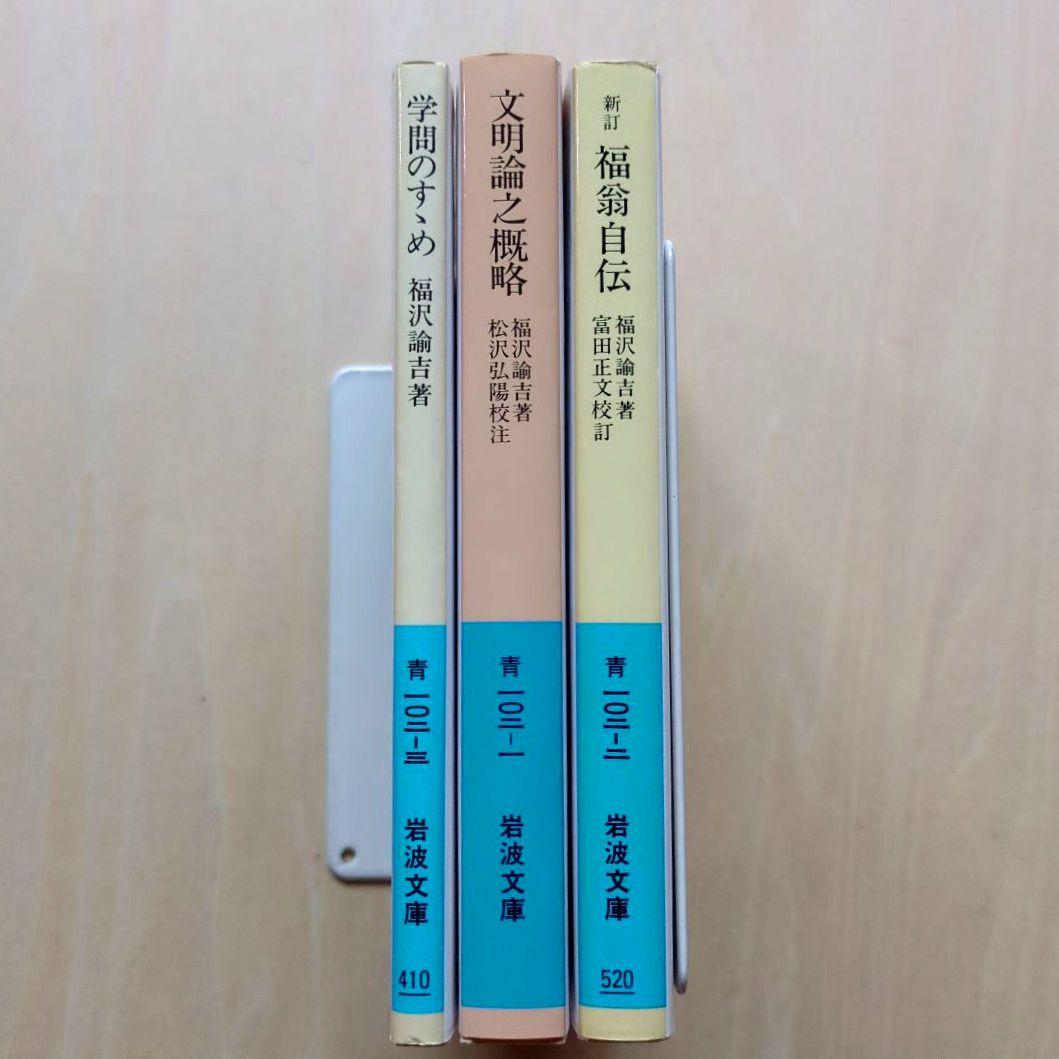 学問のすゝめ
福沢諭吉著
青一〇二-三
岩波文庫
410
文明論之概略
福沢諭吉著
松沢弘陽校注
青一〇二-一
岩波文庫
新訂
福翁自伝
福沢諭吉著
富田正文校訂
青一〇二-二
岩波文庫
520